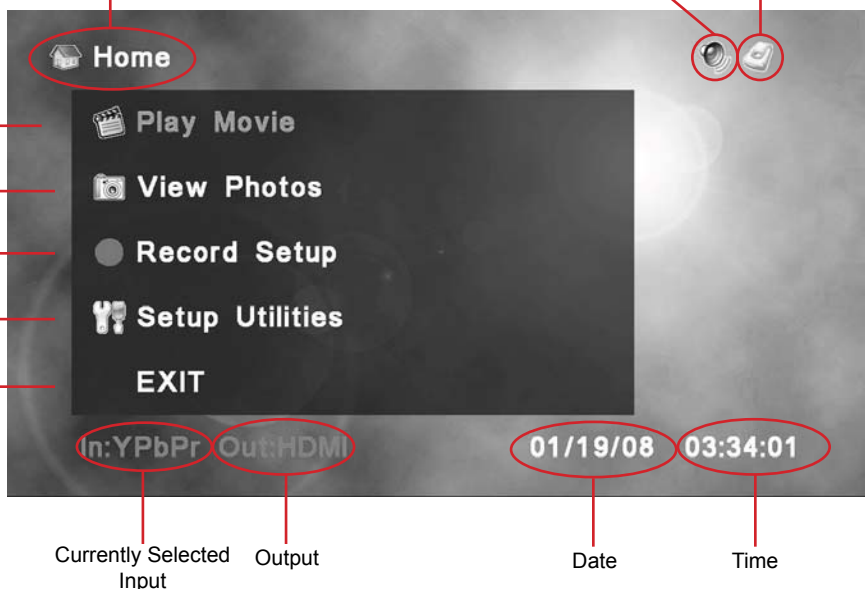 Home
Play Movie
View Photos
Record Setup
Setup Utilities
EXIT
In:YPbPr Out:HDMI 01/19/08 03:34:01
Currently Selected
Input
Output
Date
Time